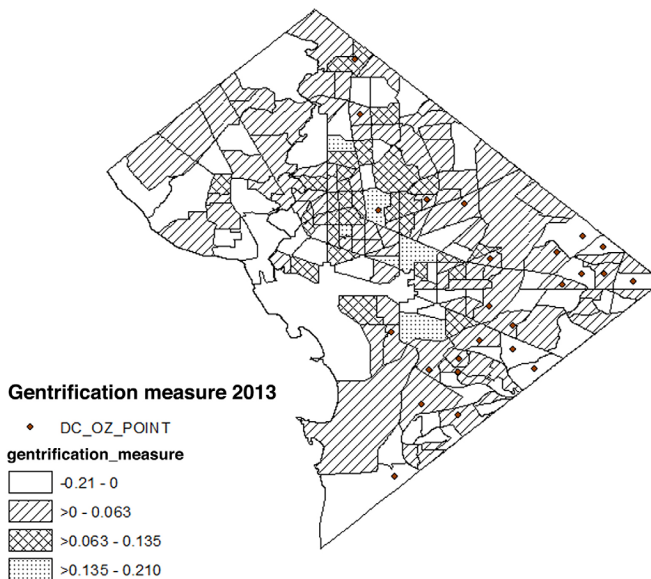 Gentrification measure 2013
DC_OZ_POINT
gentrification_measure
-0.21 - 0
>0 - 0.063
>0.063 - 0.135
>0.135 - 0.210